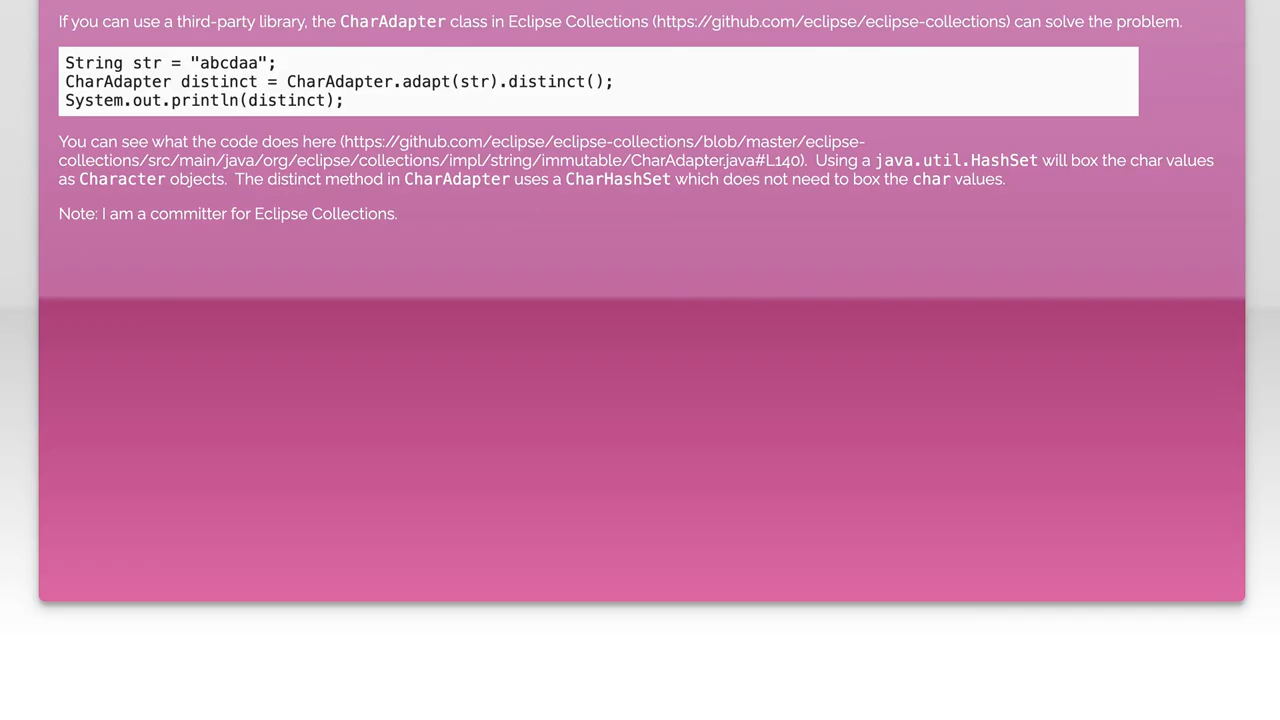 If you can use a third-party library, the CharAdapter class in Eclipse Collections (https://github.com/eclipse/eclipse-collections) can solve the problem.
String str = "abcdaa";
CharAdapter distinct = CharAdapter.adapt(str).distinct();
System.out.println(distinct);
You can see what the code does here (https://github.com/eclipse/eclipse-collections/blob/master/eclipse-
collections/src/main/java/org/eclipse/collections/impl/string/immutable/CharAdapter.java#L140).  Using a java.util.HashSet will box the char values
as Character objects.  The distinct method in CharAdapter uses a CharHashSet which does not need to box the char values.
Note: I am a committer for Eclipse Collections.